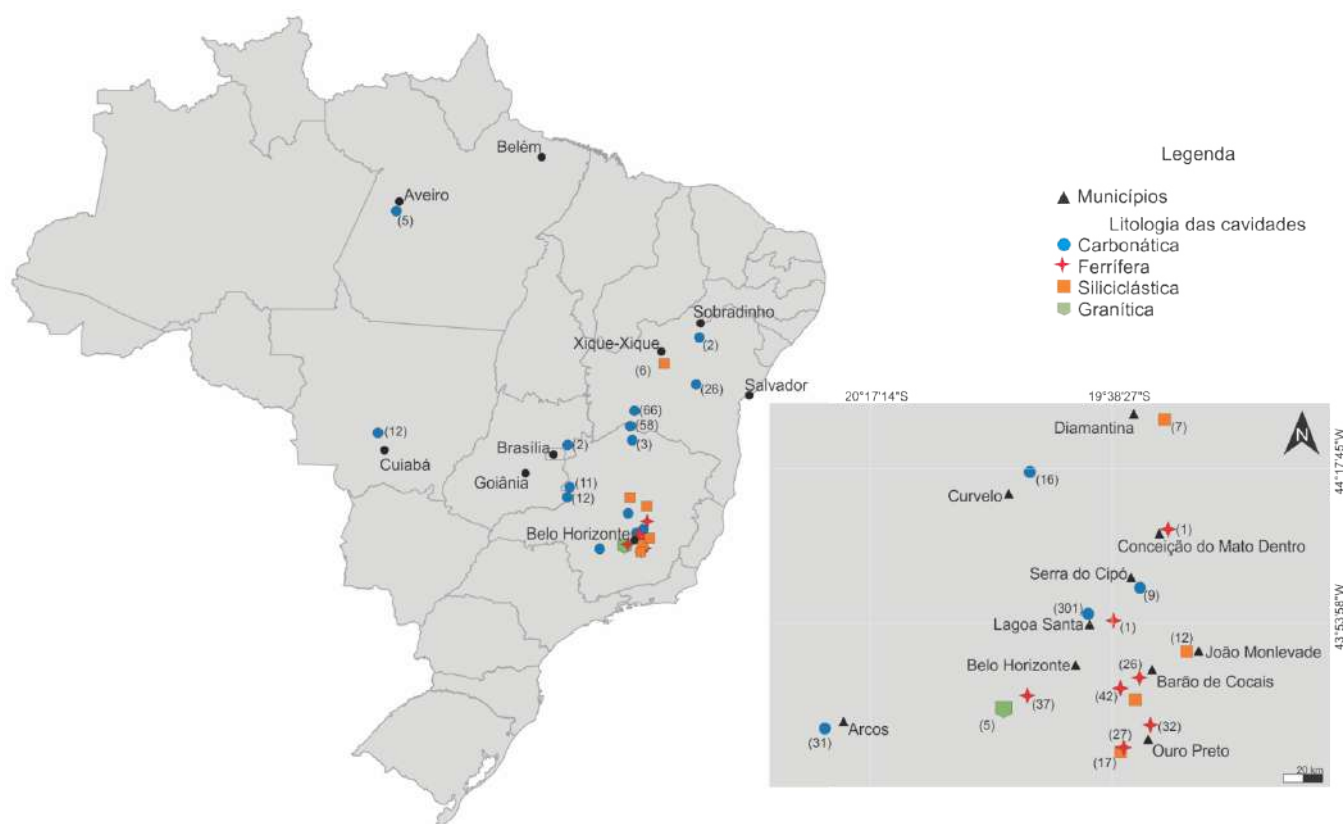 Belém
Aveiro
(5)
Legenda
Municípios
Litologia das cavidades
Carbonática
Ferrífera
Siliciclástica
Granítica
Sobradinho
(2)
Xique-Xique
(6)
(26)
Salvador
(66)
(58)
(3)
(12)
Cuiabá
Brasília
(2)
Goiânia
(11)
(12)
Belo Horizonte
20°17'14"S
19°38'27"S
N
Diamantina
(7)
44°17'45"W
(16)
Curvelo
(1)
Conceição do Mato Dentro
Serra do Cipó
(9)
(301)
Lagoa Santa
(1)
43°53'58"W
(12)
João Monlevade
Belo Horizonte
(26)
Barão de Cocais
(42)
(37)
(5)
Arcos
(31)
(32)
(27)
Ouro Preto
(17)
20 km